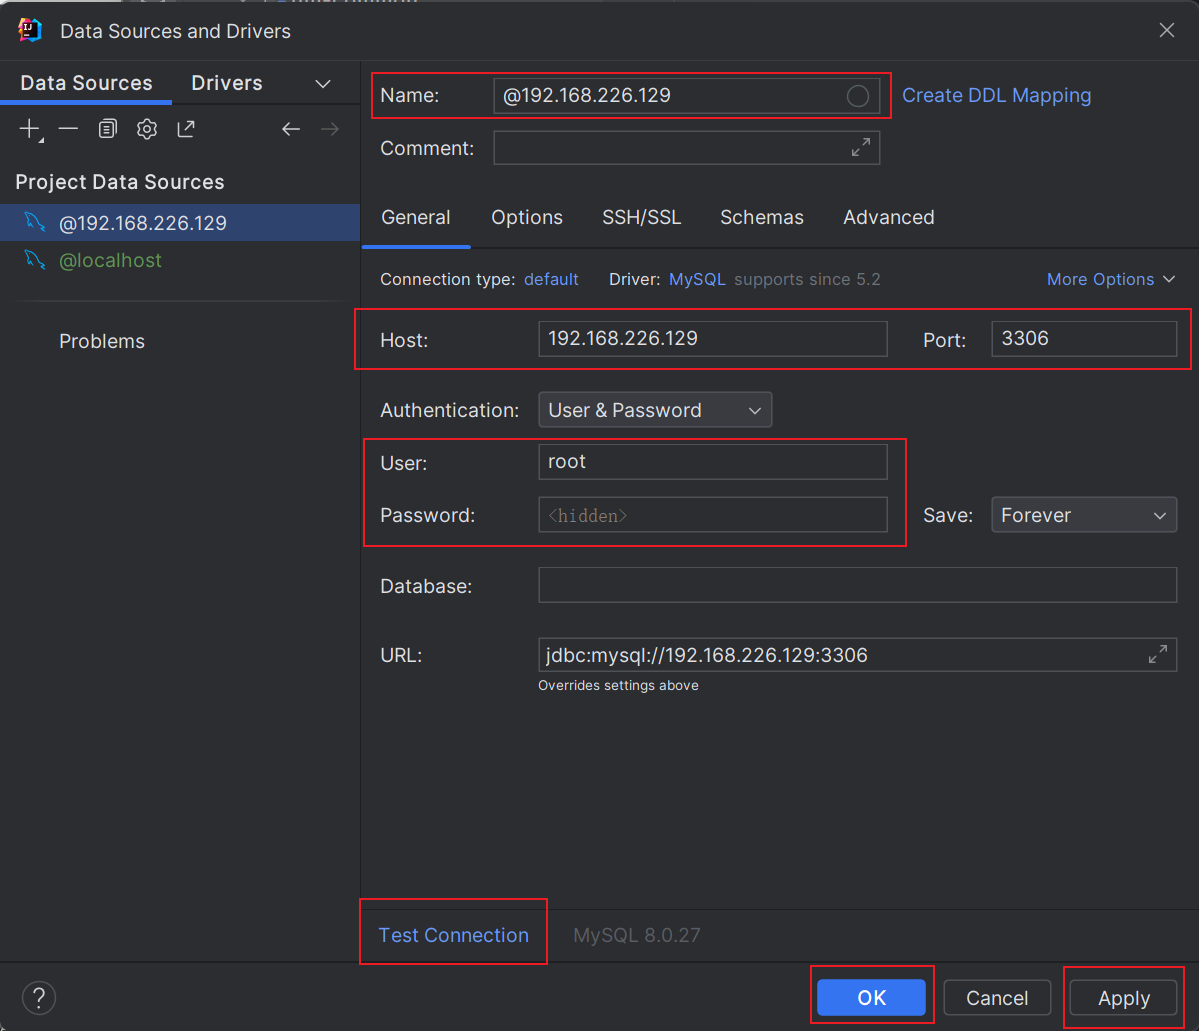 Data Sources and Drivers
Data Sources
Drivers
Project Data Sources
@192.168.226.129
@localhost
Problems
Name: @192.168.226.129
Create DDL Mapping
Comment:
General
Options
SSH/SSL
Schemas
Advanced
Connection type: default
Driver: MySQL supports since 5.2
More Options
Host: 192.168.226.129
Port: 3306
Authentication: User & Password
User: root
Password: <hidden>
Save: Forever
Database:
URL: jdbc:mysql://192.168.226.129:3306
Overrides settings above
Test Connection
MySQL 8.0.27
?
OK
Cancel
Apply